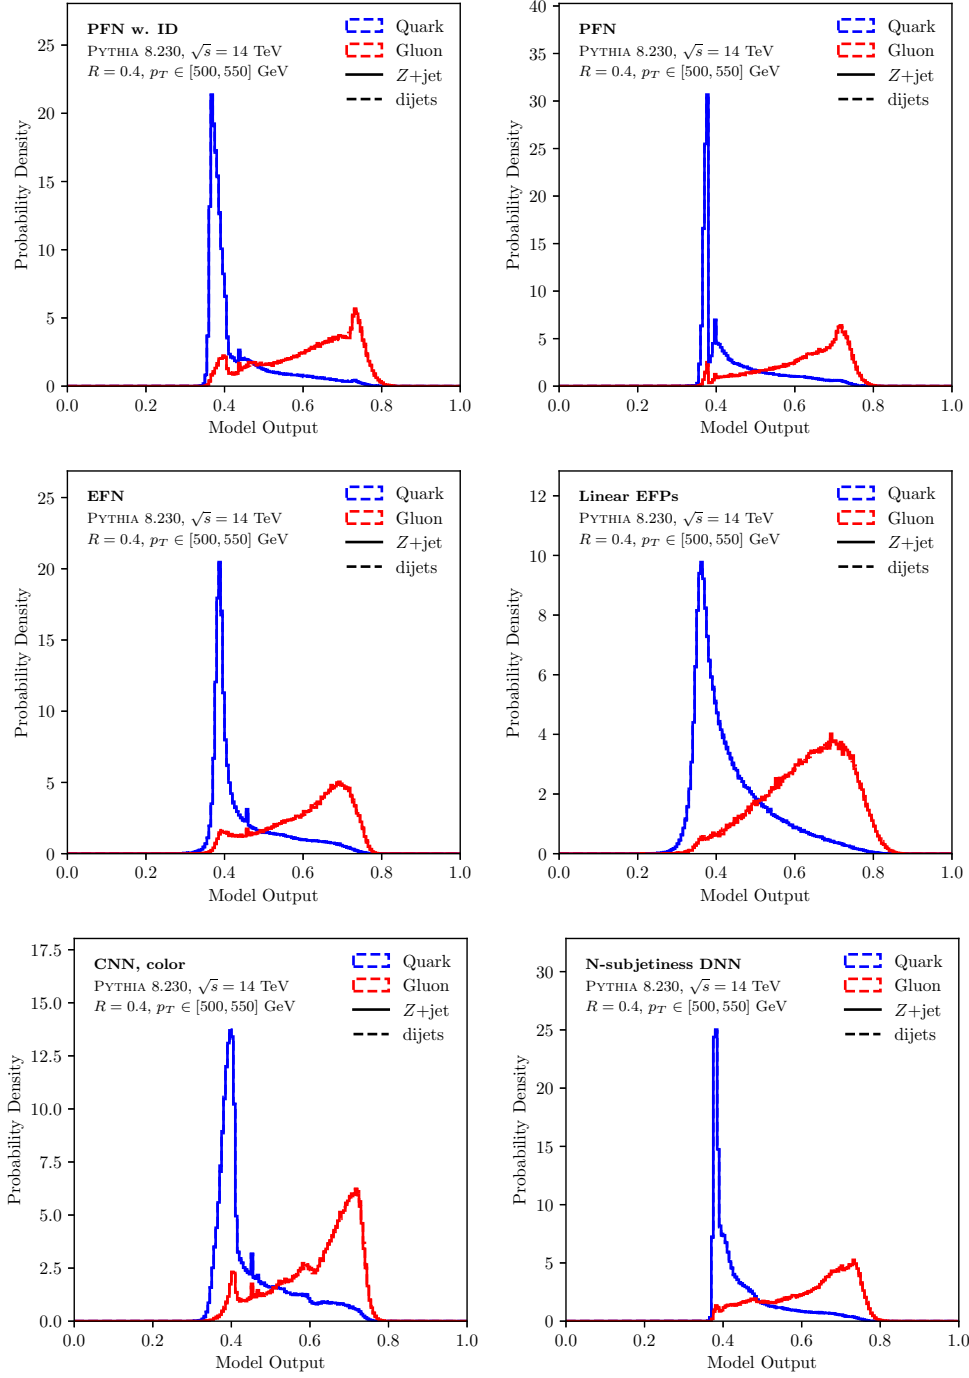 PFN w. ID
PYTHIA 8.230, √s = 14 TeV
R = 0.4, p_T ∈ [500, 550] GeV
Quark
Gluon
Z+jet
dijets
25
20
15
10
5
0
Probability Density
0.0 0.2 0.4 0.6 0.8 1.0
Model Output
PFN
PYTHIA 8.230, √s = 14 TeV
R = 0.4, p_T ∈ [500, 550] GeV
Quark
Gluon
Z+jet
dijets
40
35
30
25
20
15
10
5
0
Probability Density
0.0 0.2 0.4 0.6 0.8 1.0
Model Output
EFN
PYTHIA 8.230, √s = 14 TeV
R = 0.4, p_T ∈ [500, 550] GeV
Quark
Gluon
Z+jet
dijets
25
20
15
10
5
0
Probability Density
0.0 0.2 0.4 0.6 0.8 1.0
Model Output
Linear EFPs
PYTHIA 8.230, √s = 14 TeV
R = 0.4, p_T ∈ [500, 550] GeV
Quark
Gluon
Z+jet
dijets
12
10
8
6
4
2
0
Probability Density
0.0 0.2 0.4 0.6 0.8 1.0
Model Output
CNN, color
PYTHIA 8.230, √s = 14 TeV
R = 0.4, p_T ∈ [500, 550] GeV
Quark
Gluon
Z+jet
dijets
17.5
15.0
12.5
10.0
7.5
5.0
2.5
0.0
Probability Density
0.0 0.2 0.4 0.6 0.8 1.0
Model Output
N-subjetiness DNN
PYTHIA 8.230, √s = 14 TeV
R = 0.4, p_T ∈ [500, 550] GeV
Quark
Gluon
Z+jet
dijets
30
25
20
15
10
5
0
Probability Density
0.0 0.2 0.4 0.6 0.8 1.0
Model Output